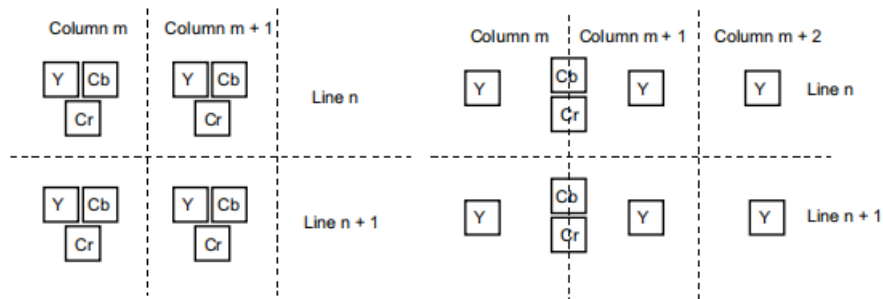 Column m Column m + 1
Y Cb Y Cb
Cr Cr
Line n
Y Cb Y Cb
Cr Cr
Line n + 1
Column m Column m + 1 Column m + 2
Y Cb Y Y
Cr
Line n
Y Cb Y Y
Cr
Line n + 1